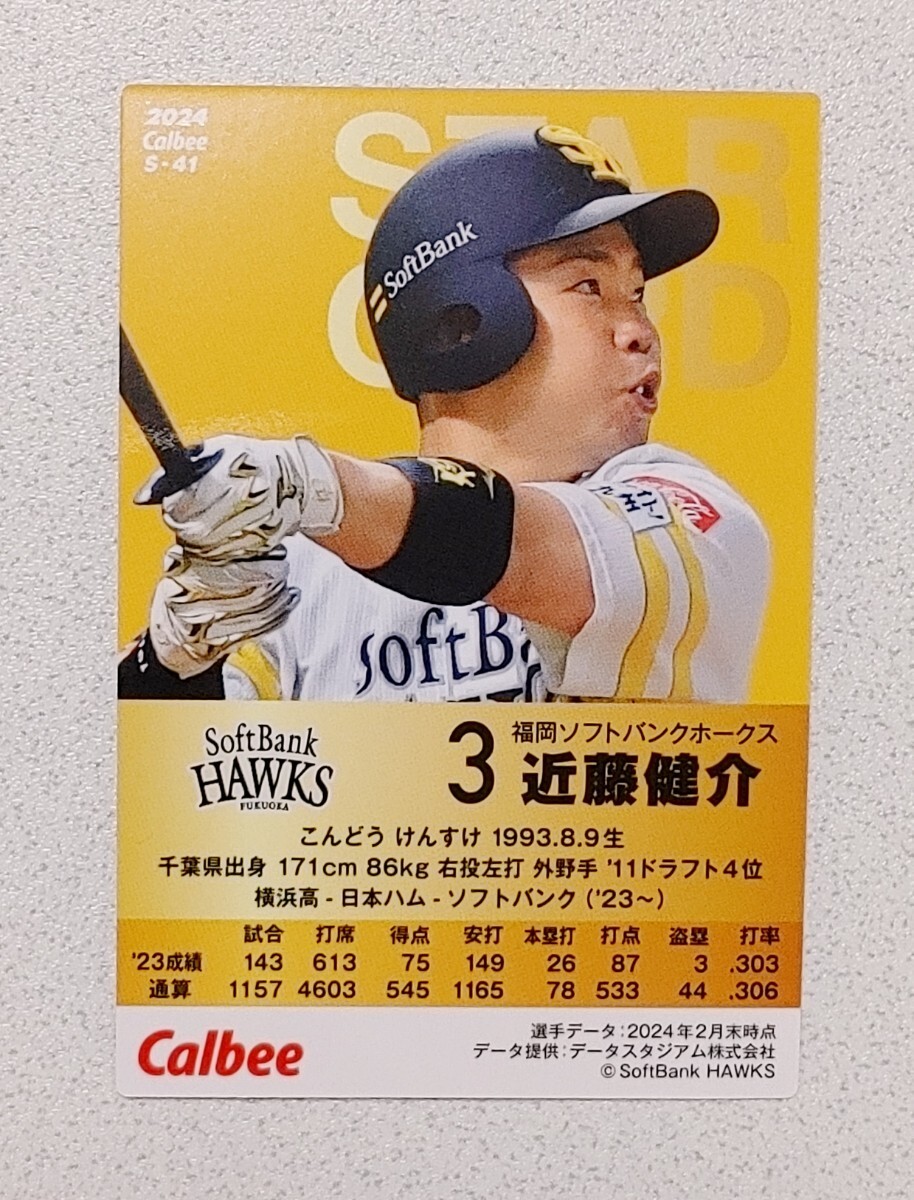 2024
Calbee
S-41
STAR
C RD
SoftBank
SoftB
SoftBank
HAWKS
FUKUOKA
3 福岡ソフトバンクホークス
近藤健介
こんどう けんすけ 1993.8.9生
千葉県出身 171cm 86kg 右投左打 外野手 '11ドラフト4位
横浜高 - 日本ハム - ソフトバンク ('23～)
試合 打席 得点 安打 本塁打 打点 盗塁 打率
'23成績 143 613 75 149 26 87 3 .303
通算 1157 4603 545 1165 78 533 44 .306
Calbee
選手データ：2024年2月末時点
データ提供：データスタジアム株式会社
©SoftBank HAWKS